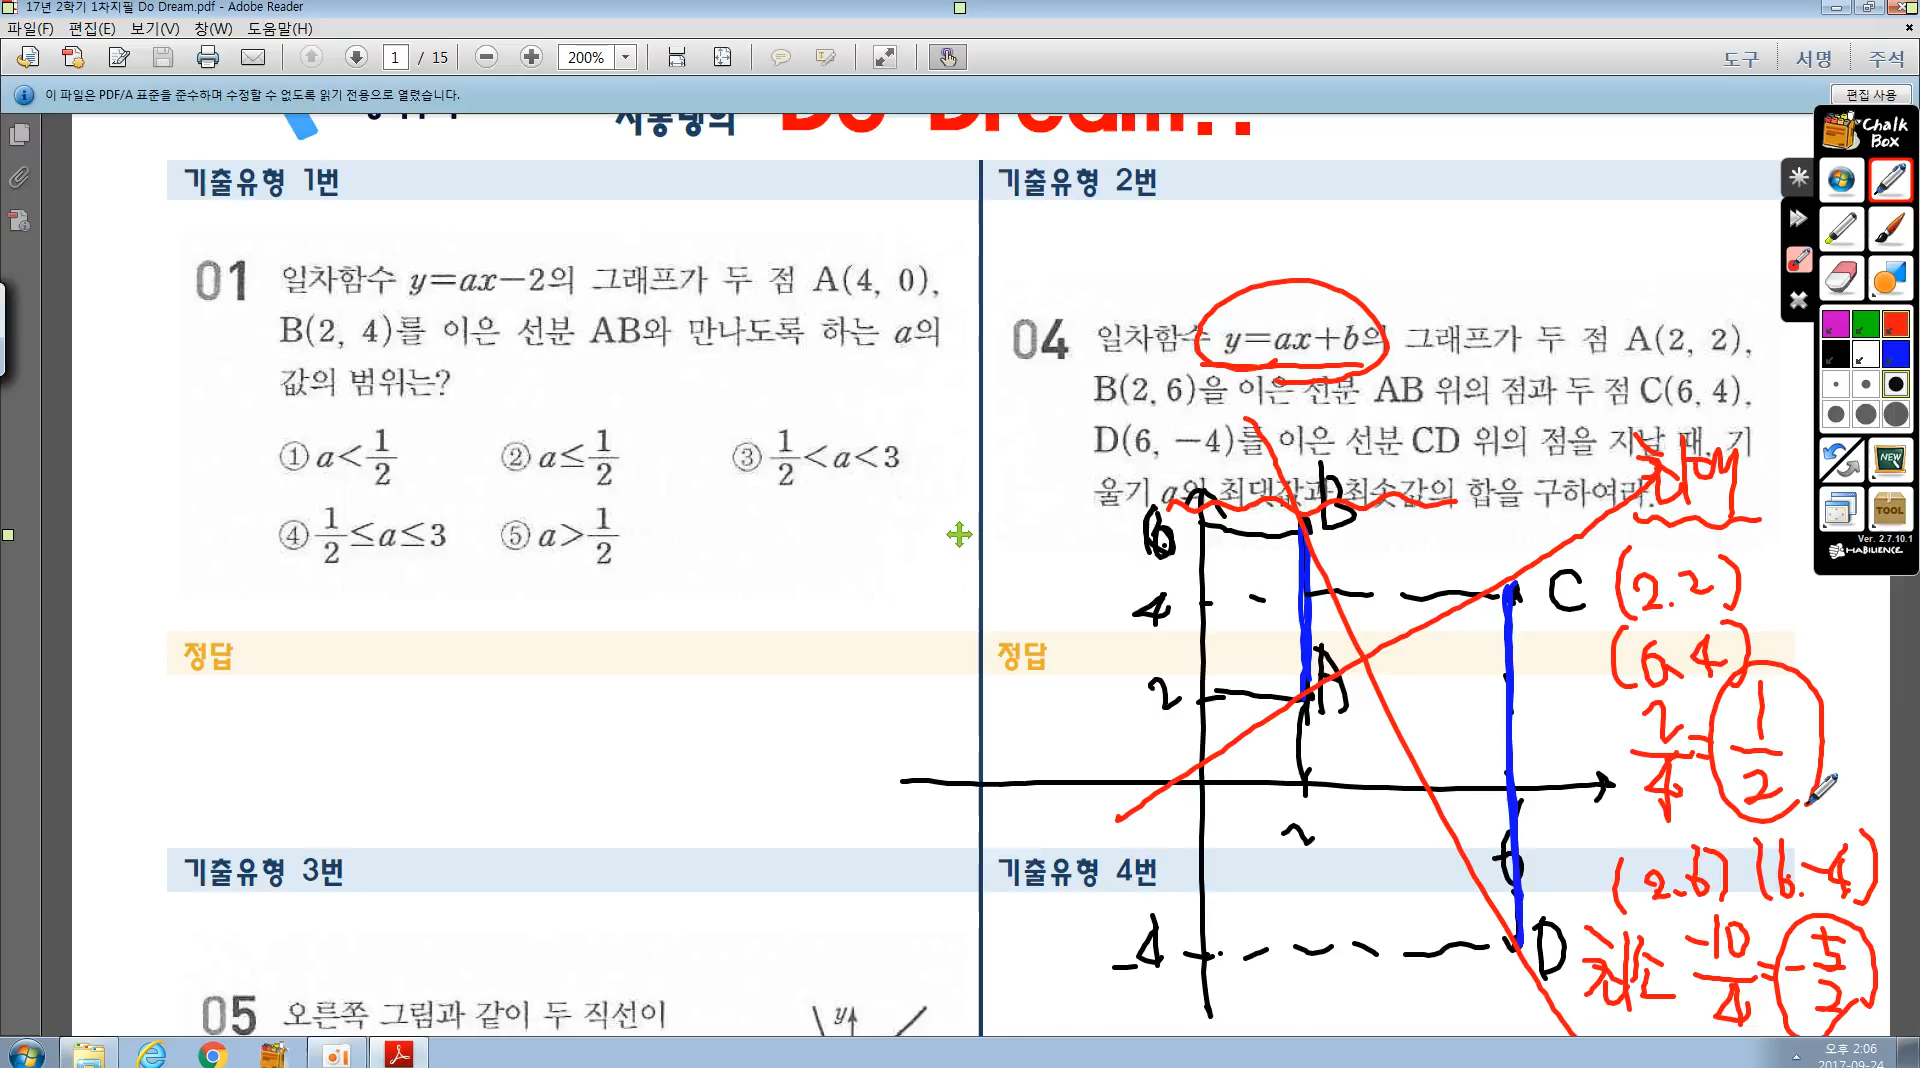 17년 2학기 1차지필 Do Dream.pdf - Adobe Reader
파일(F) 편집(E) 보기(V) 창(W) 도움말(H)
1 / 15 200% 도구 서명 주석
이 파일은 PDF/A 표준을 준수하며 수정할 수 없도록 읽기 전용으로 열렸습니다.
편집 사용
Do Dream!!
Chalk Box
NEW
TOOL
Ver. 2.7.10.1
HABILIENCE
기출유형 1번
01 일차함수 y=ax−2의 그래프가 두 점 A(4, 0),
B(2, 4)를 이은 선분 AB와 만나도록 하는 a의
값의 범위는?
① a<1/2 ② a≤1/2 ③ 1/2<a<3
④ 1/2≤a≤3 ⑤ a>1/2
정답
기출유형 2번
04 일차함수 y=ax+b의 그래프가 두 점 A(2, 2),
B(2, 6)을 이은 선분 AB 위의 점과 두 점 C(6, 4),
D(6, −4)를 이은 선분 CD 위의 점을 지날 때, 기
울기 a의 최댓값과 최솟값의 합을 구하여라.
정답
6
4
2
-4
2
6
B
A
C
D
최대
(2.2)
(6.4)
2/4=1/2
(2.6) (6.-4)
최소 -10/4=-5/2
기출유형 3번
05 오른쪽 그림과 같이 두 직선이
y
기출유형 4번
오후 2:06
2017-09-24